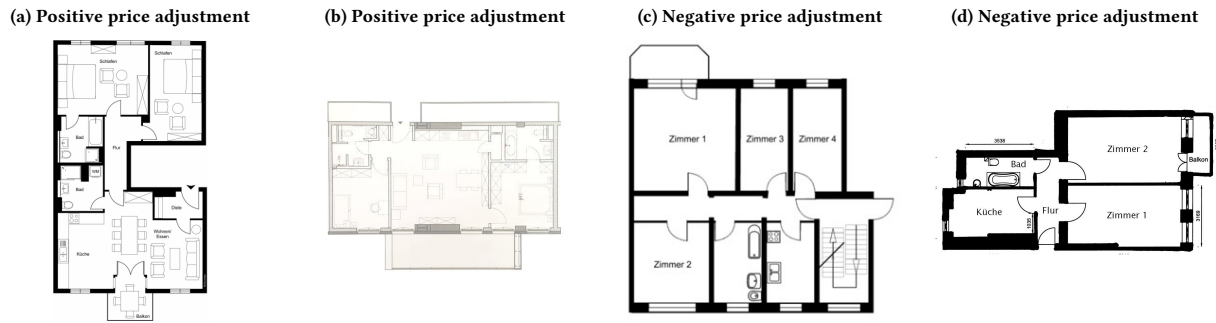 (a) Positive price adjustment
(b) Positive price adjustment
(c) Negative price adjustment
(d) Negative price adjustment
Schlafen
Schlafen
Bad
Flur
Bad
WM
Diele
Wohnen/
Essen
Küche
Balkon
Zimmer 1
Zimmer 3
Zimmer 4
Zimmer 2
3538
Bad
Zimmer 2
Balkon
Küche
Flur
Zimmer 1
3169